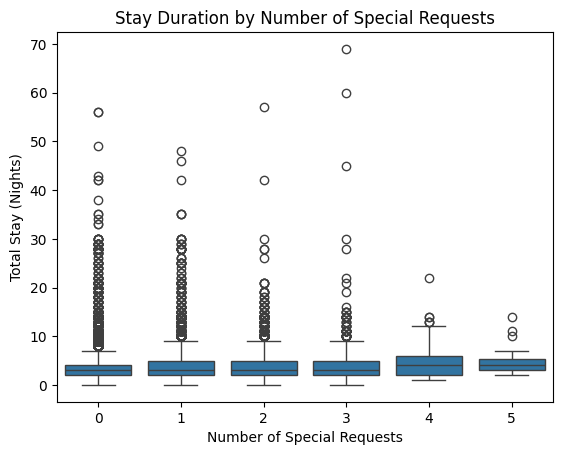 Stay Duration by Number of Special Requests
70
60
50
40
30
20
10
0
Total Stay (Nights)
0 1 2 3 4 5
Number of Special Requests